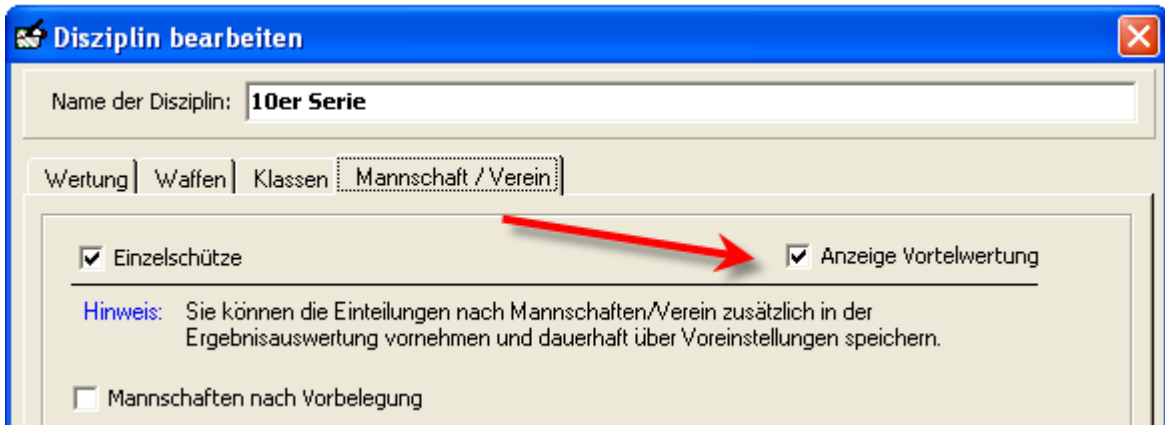 Disziplin bearbeiten
Name der Disziplin: 10er Serie
Wertung Waffen Klassen Mannschaft / Verein
Einzelschütze Anzeige Vortelwertung
Hinweis: Sie können die Einteilungen nach Mannschaften/Verein zusätzlich in der
Ergebnisauswertung vornehmen und dauerhaft über Voreinstellungen speichern.
Mannschaften nach Vorbelegung